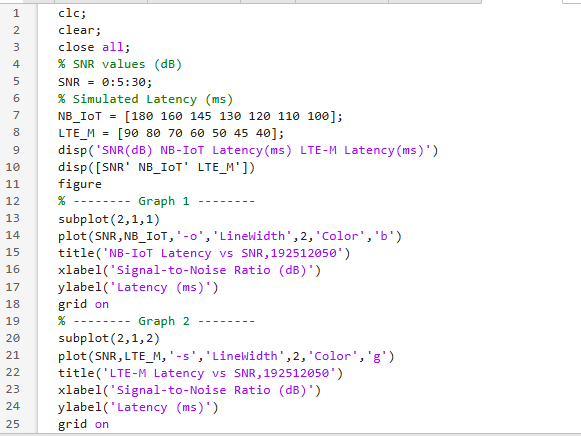 1 clc;
2 clear;
3 close all;
4 % SNR values (dB)
5 SNR = 0:5:30;
6 % Simulated Latency (ms)
7 NB_IoT = [180 160 145 130 120 110 100];
8 LTE_M = [90 80 70 60 50 45 40];
9 disp('SNR(dB) NB-IoT Latency(ms) LTE-M Latency(ms)')
10 disp([SNR' NB_IoT' LTE_M'])
11 figure
12 % -------- Graph 1 --------
13 subplot(2,1,1)
14 plot(SNR,NB_IoT,'-o','LineWidth',2,'Color','b')
15 title('NB-IoT Latency vs SNR,192512050')
16 xlabel('Signal-to-Noise Ratio (dB)')
17 ylabel('Latency (ms)')
18 grid on
19 % -------- Graph 2 --------
20 subplot(2,1,2)
21 plot(SNR,LTE_M,'-s','LineWidth',2,'Color','g')
22 title('LTE-M Latency vs SNR,192512050')
23 xlabel('Signal-to-Noise Ratio (dB)')
24 ylabel('Latency (ms)')
25 grid on